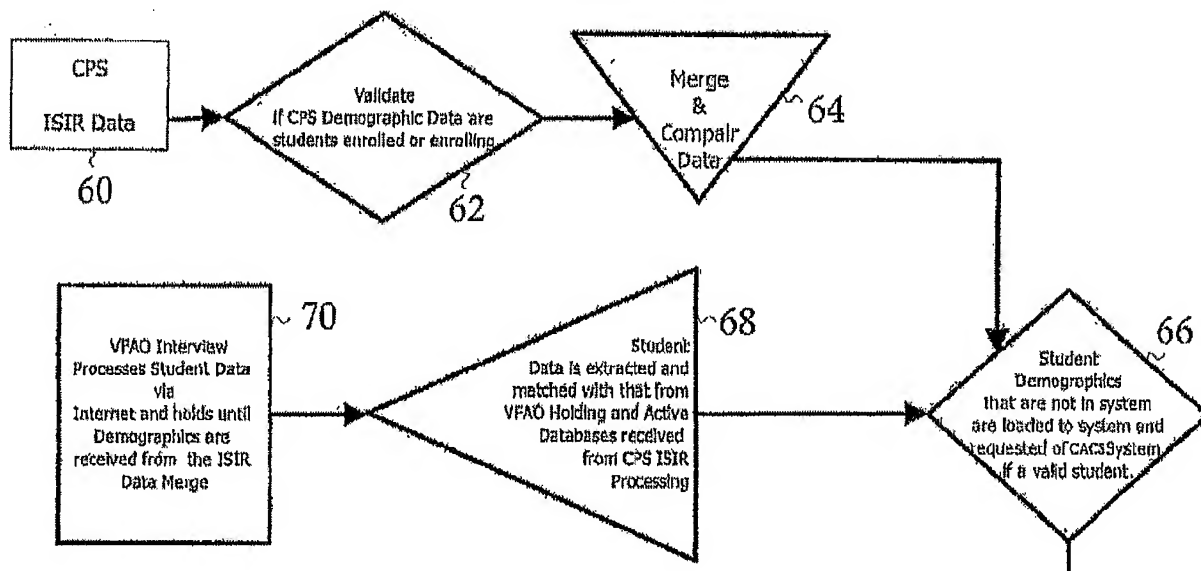 CPS
ISIR Data
60
Validate
if CPS Demographic Data are
students enrolled or enrolling
62
Merge
&
Compair
Data
64
VFAO Interview
Processes Student Data
via
Internet and holds until
Demographics are
received from the ISIR
Data Merge
70
Student
Data is extracted and
matched with that from
VFAO Holding and Active
Databases received
from CPS ISIR
Processing
68
Student
Demographics
that are not in system
are loaded to system and
requested of CACSSystem
if a valid student.
66